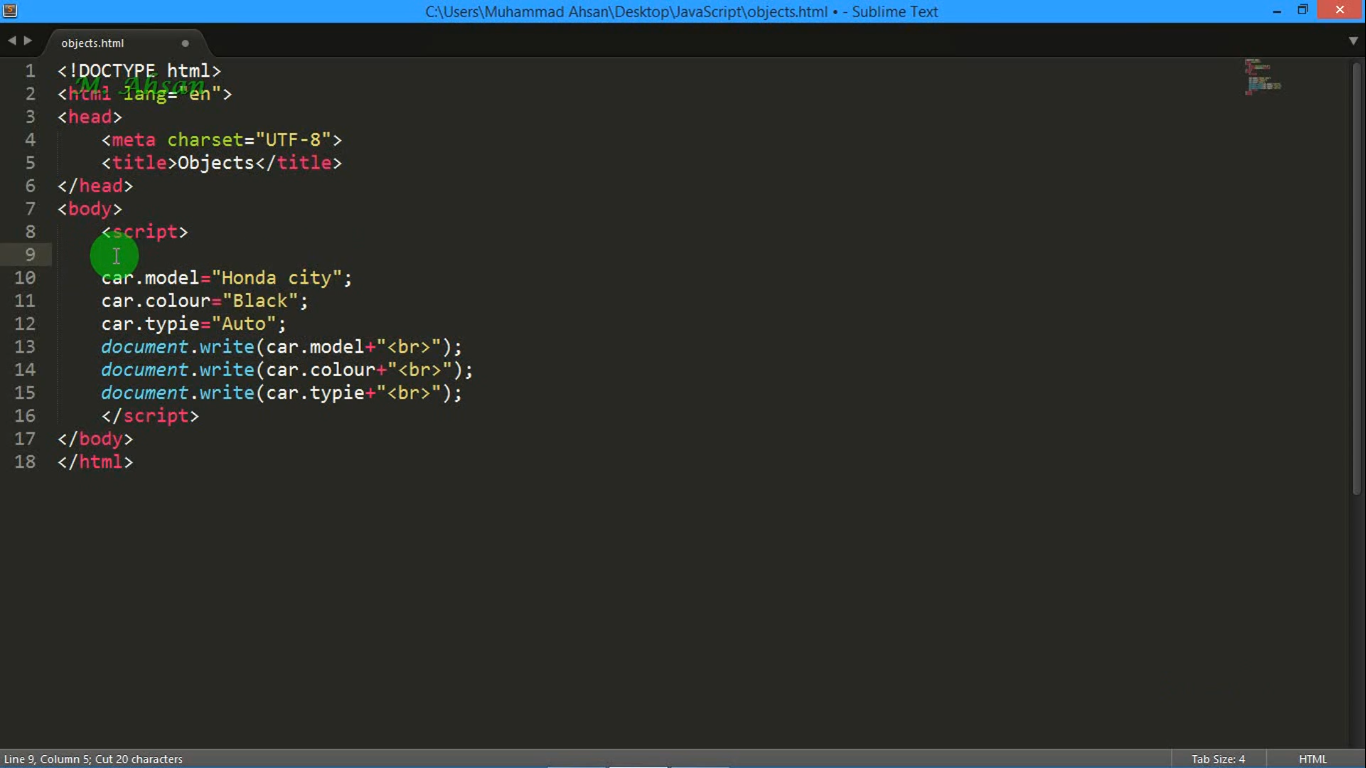 C:\Users\Muhammad Ahsan\Desktop\JavaScript\objects.html • - Sublime Text
objects.html
1 <!DOCTYPE html>
M. Ahsan
2 <html lang="en">
3 <head>
4 <meta charset="UTF-8">
5 <title>Objects</title>
6 </head>
7 <body>
8 <script>
9
10 car.model="Honda city";
11 car.colour="Black";
12 car.typie="Auto";
13 document.write(car.model+"<br>");
14 document.write(car.colour+"<br>");
15 document.write(car.typie+"<br>");
16 </script>
17 </body>
18 </html>
Line 9, Column 5; Cut 20 characters Tab Size: 4 HTML